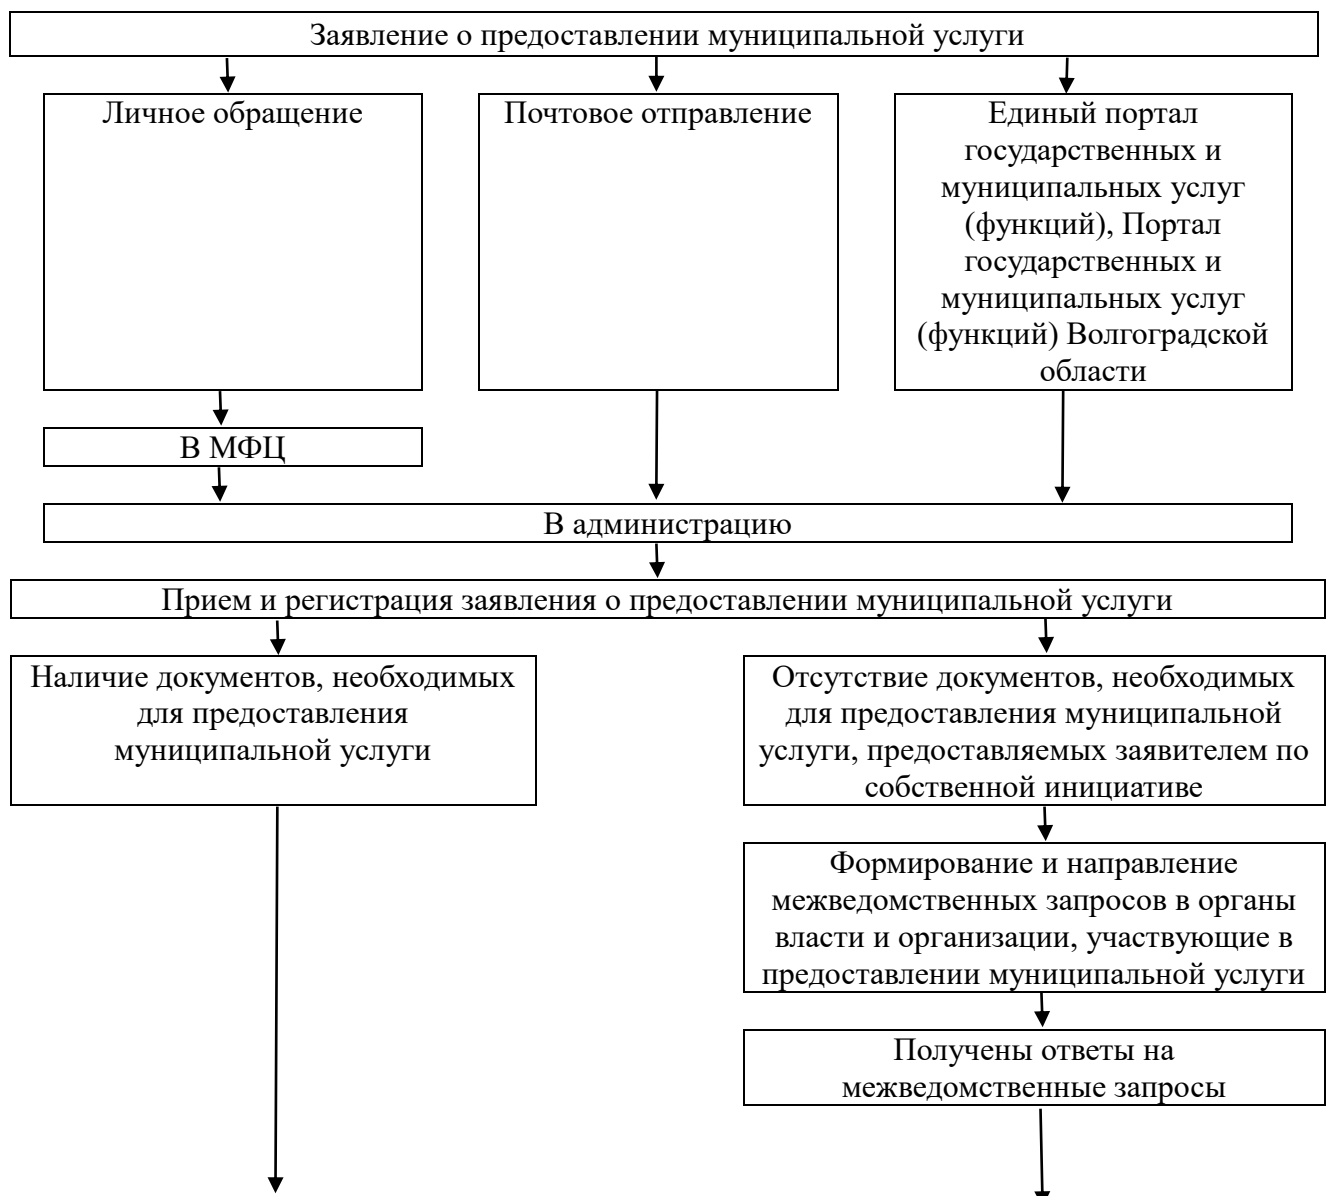 Заявление о предоставлении муниципальной услуги
Личное обращение
Почтовое отправление
Единый портал
государственных и
муниципальных услуг
(функций), Портал
государственных и
муниципальных услуг
(функций) Волгоградской
области
В МФЦ
В администрацию
Прием и регистрация заявления о предоставлении муниципальной услуги
Наличие документов, необходимых
для предоставления
муниципальной услуги
Отсутствие документов, необходимых
для предоставления муниципальной
услуги, предоставляемых заявителем по
собственной инициативе
Формирование и направление
межведомственных запросов в органы
власти и организации, участвующие в
предоставлении муниципальной услуги
Получены ответы на
межведомственные запросы